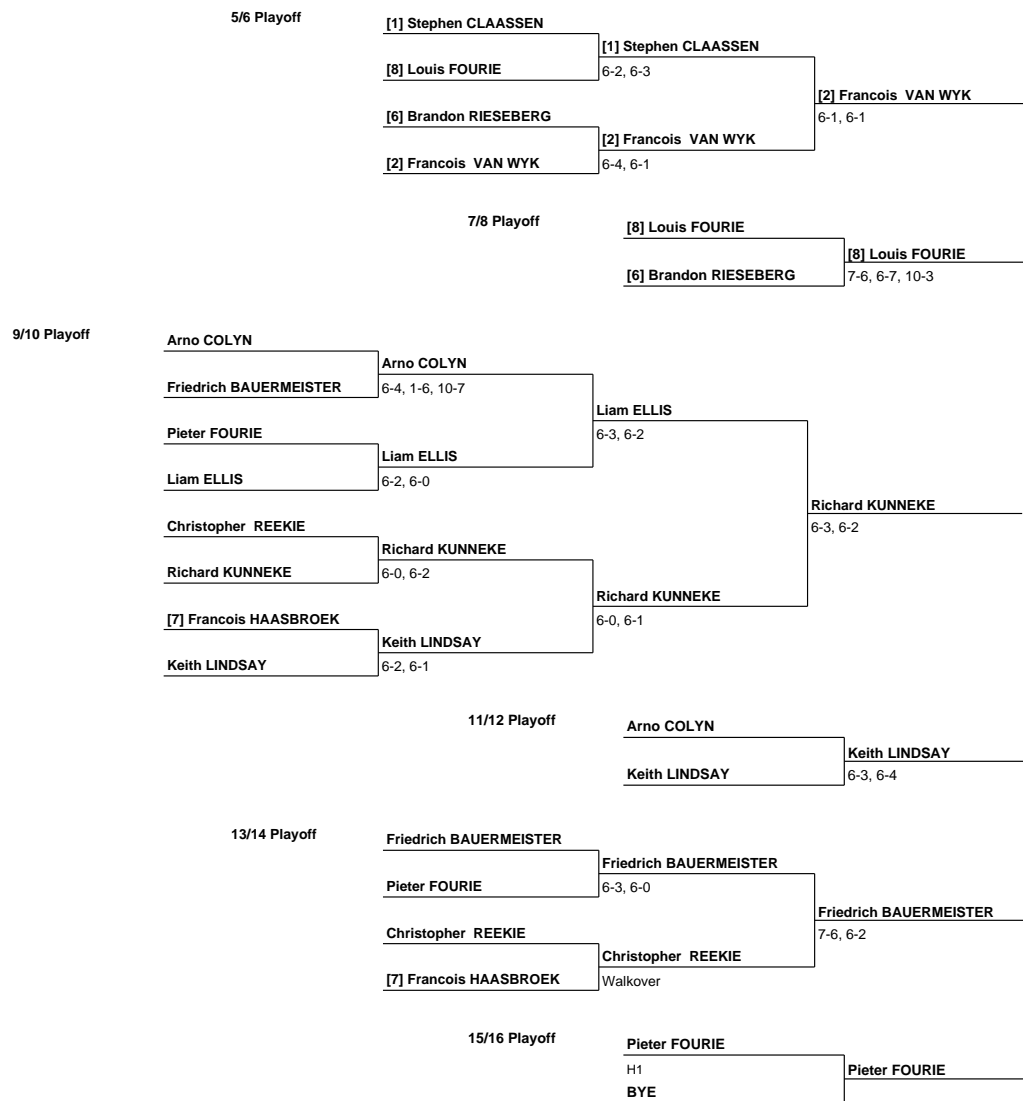 5/6 Playoff
[1] Stephen CLAASSEN
[1] Stephen CLAASSEN
[8] Louis FOURIE
6-2, 6-3
[2] Francois  VAN WYK
[6] Brandon RIESEBERG
6-1, 6-1
[2] Francois  VAN WYK
[2] Francois  VAN WYK
6-4, 6-1
7/8 Playoff
[8] Louis FOURIE
[8] Louis FOURIE
[6] Brandon RIESEBERG
7-6, 6-7, 10-3
9/10 Playoff
Arno COLYN
Arno COLYN
Friedrich BAUERMEISTER
6-4, 1-6, 10-7
Liam ELLIS
Pieter FOURIE
6-3, 6-2
Liam ELLIS
Liam ELLIS
6-2, 6-0
Richard KUNNEKE
Christopher  REEKIE
6-3, 6-2
Richard KUNNEKE
Richard KUNNEKE
6-0, 6-2
Richard KUNNEKE
[7] Francois HAASBROEK
6-0, 6-1
Keith LINDSAY
Keith LINDSAY
6-2, 6-1
11/12 Playoff
Arno COLYN
Keith LINDSAY
Keith LINDSAY
6-3, 6-4
13/14 Playoff
Friedrich BAUERMEISTER
Friedrich BAUERMEISTER
Pieter FOURIE
6-3, 6-0
Friedrich BAUERMEISTER
Christopher  REEKIE
7-6, 6-2
Christopher  REEKIE
[7] Francois HAASBROEK
Walkover
15/16 Playoff
Pieter FOURIE
H1
Pieter FOURIE
BYE